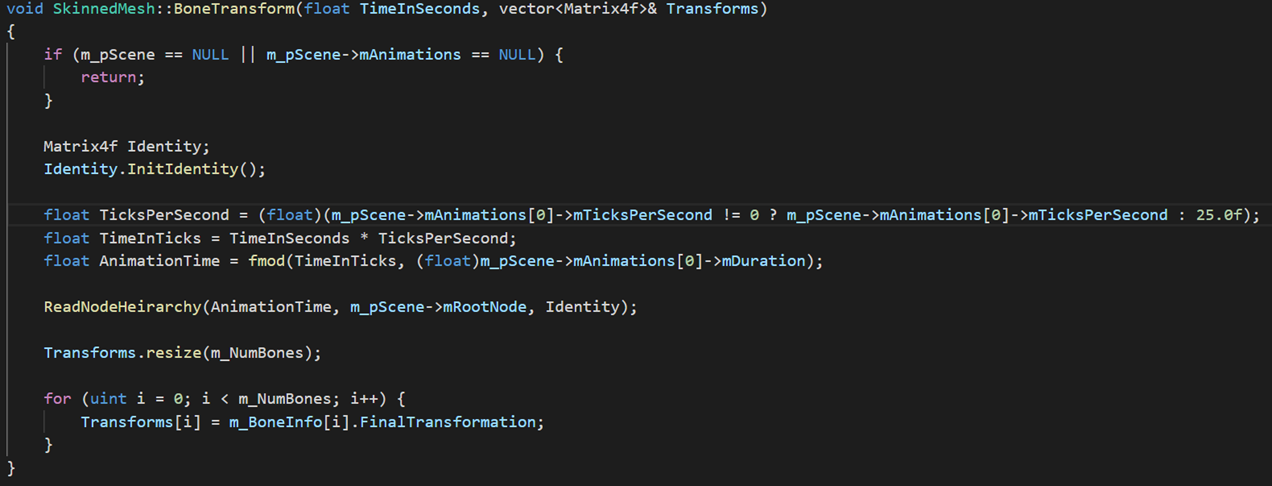 void SkinnedMesh::BoneTransform(float TimeInSeconds, vector<Matrix4f>& Transforms)
{
    if (m_pScene == NULL || m_pScene->mAnimations == NULL) {
        return;
    }
    Matrix4f Identity;
    Identity.InitIdentity();
    float TicksPerSecond = (float)(m_pScene->mAnimations[0]->mTicksPerSecond != 0 ? m_pScene->mAnimations[0]->mTicksPerSecond : 25.0f);
    float TimeInTicks = TimeInSeconds * TicksPerSecond;
    float AnimationTime = fmod(TimeInTicks, (float)m_pScene->mAnimations[0]->mDuration);
    ReadNodeHeirarchy(AnimationTime, m_pScene->mRootNode, Identity);
    Transforms.resize(m_NumBones);
    for (uint i = 0; i < m_NumBones; i++) {
        Transforms[i] = m_BoneInfo[i].FinalTransformation;
    }
}